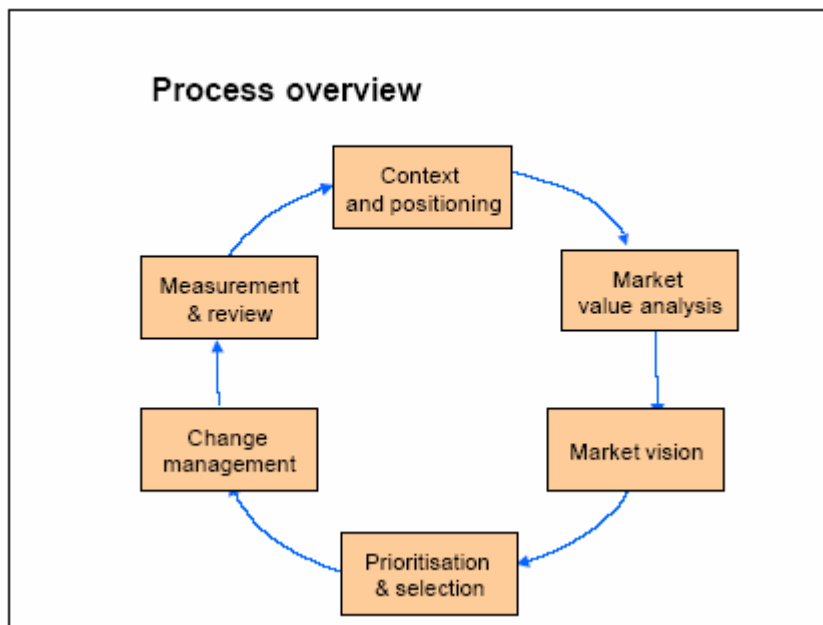 Process overview
Context
and positioning
Market
value analysis
Market vision
Prioritisation
& selection
Change
management
Measurement
& review